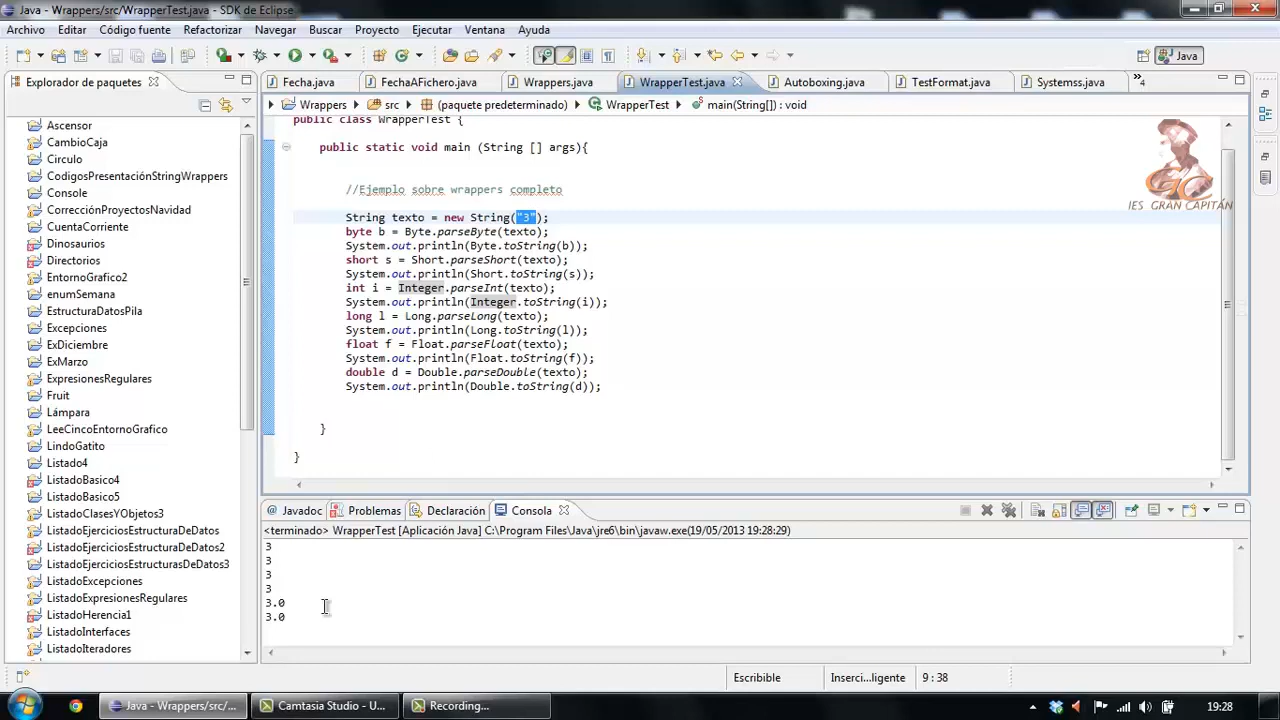 Java - Wrappers/src/WrapperTest.java - SDK de Eclipse
Archivo Editar Código fuente Refactorizar Navegar Buscar Proyecto Ejecutar Ventana Ayuda
Java
Explorador de paquetes
Fecha.java FechaAFichero.java Wrappers.java WrapperTest.java Autoboxing.java TestFormat.java Systemss.java 4
Wrappers src (paquete predeterminado) WrapperTest main(String[]) : void
Ascensor
CambioCaja
Circulo
CodigosPresentaciónStringWrappers
Console
CorrecciónProyectosNavidad
CuentaCorriente
Dinosaurios
Directorios
EntornoGrafico2
enumSemana
EstructuraDatosPila
Excepciones
ExDiciembre
ExMarzo
ExpresionesRegulares
Fruit
Lámpara
LeeCincoEntornoGrafico
LindoGatito
Listado4
ListadoBasico4
ListadoBasico5
ListadoClasesYObjetos3
ListadoEjerciciosEstructuraDeDatos
ListadoEjerciciosEstructuraDeDatos2
ListadoEjerciciosEstructurasDeDatos3
ListadoExcepciones
ListadoExpresionesRegulares
ListadoHerencia1
ListadoInterfaces
ListadoIteradores
public class WrapperTest {
public static void main (String [] args){
//Ejemplo sobre wrappers completo
String texto = new String("3");
byte b = Byte.parseByte(texto);
System.out.println(Byte.toString(b));
short s = Short.parseShort(texto);
System.out.println(Short.toString(s));
int i = Integer.parseInt(texto);
System.out.println(Integer.toString(i));
long l = Long.parseLong(texto);
System.out.println(Long.toString(l));
float f = Float.parseFloat(texto);
System.out.println(Float.toString(f));
double d = Double.parseDouble(texto);
System.out.println(Double.toString(d));
}
}
IES GRAN CAPITÁN
Javadoc Problemas Declaración Consola
<terminado> WrapperTest [Aplicación Java] C:\Program Files\Java\jre6\bin\javaw.exe(19/05/2013 19:28:29)
3
3
3
3
3.0
3.0
Escribible Inserci...ligente 9 : 38
Java - Wrappers/src/... Camtasia Studio - U... Recording... 19:28